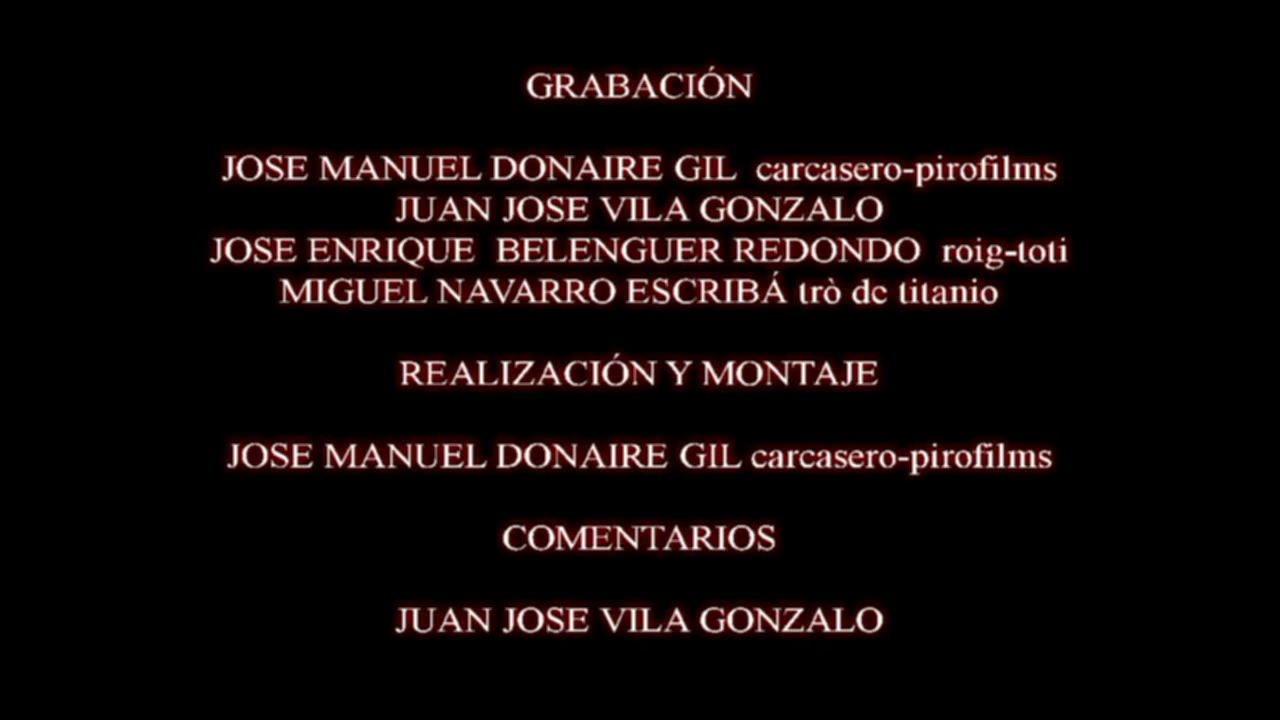 GRABACIÓN
JOSE MANUEL DONAIRE GIL carcasero-pirofilms
JUAN JOSE VILA GONZALO
JOSE ENRIQUE BELENGUER REDONDO roig-toti
MIGUEL NAVARRO ESCRIBÁ trò de titanio
REALIZACIÓN Y MONTAJE
JOSE MANUEL DONAIRE GIL carcasero-pirofilms
COMENTARIOS
JUAN JOSE VILA GONZALO